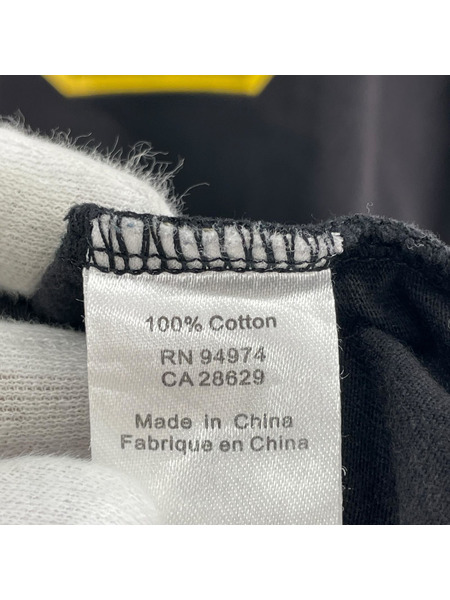 100% Cotton
RN 94974
CA 28629
Made in China
Fabrique en China